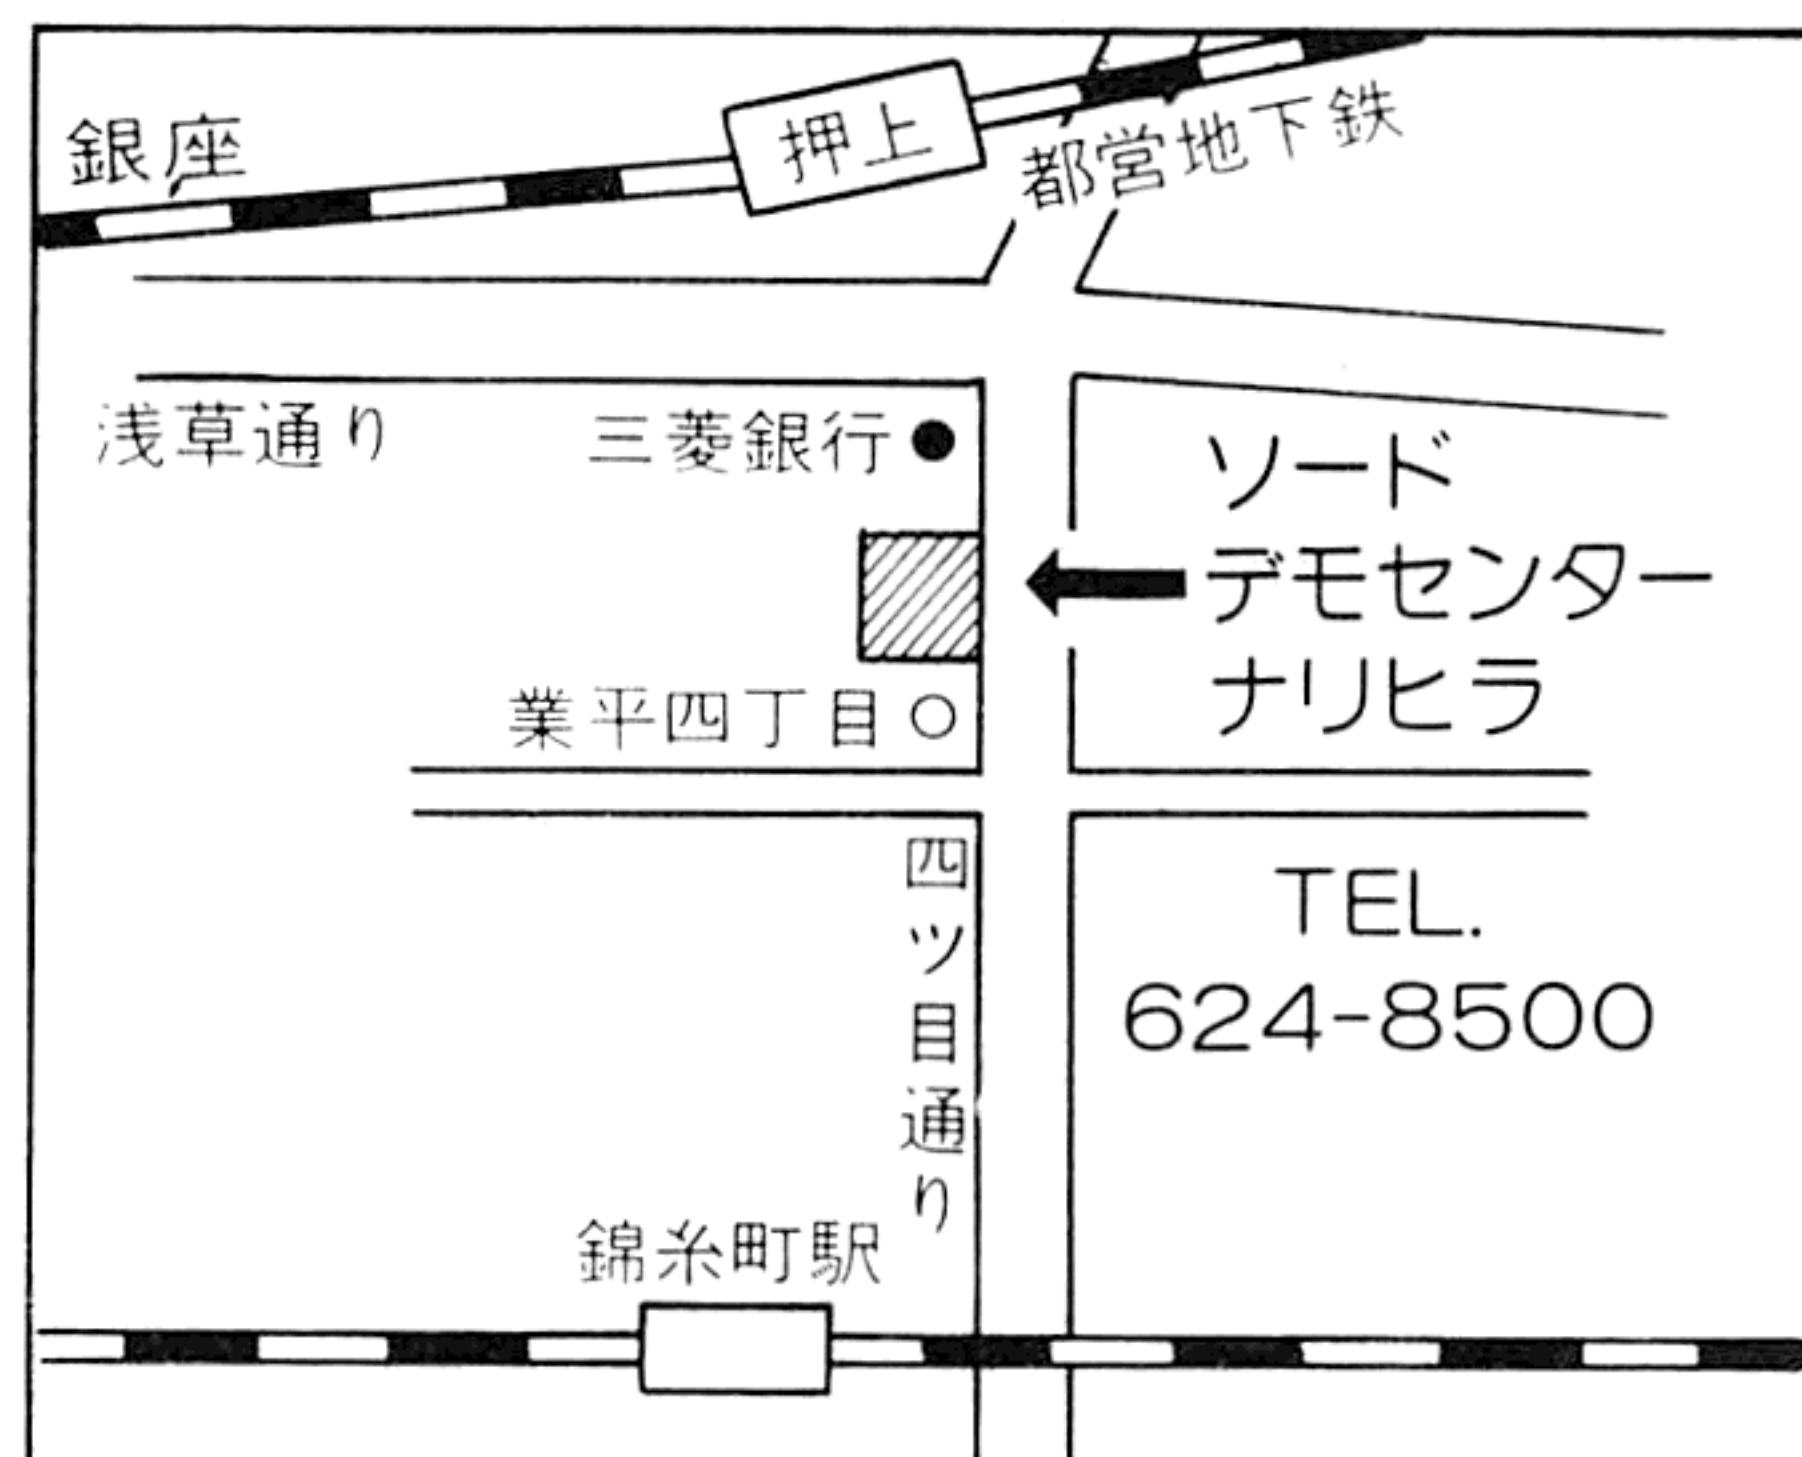 銀座
押上
都営地下鉄
浅草通り
三菱銀行
ソード
デモセンター
ナリヒラ
業平四丁目
四ツ目通り
TEL.
624-8500
錦糸町駅